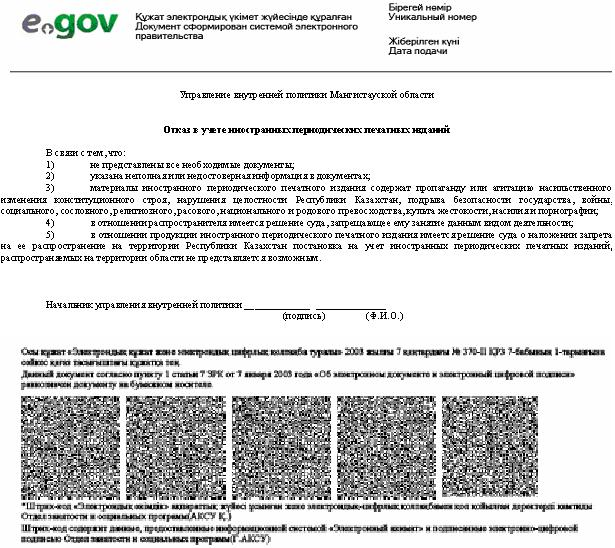 e.gov
Құжат электрондық үкімет жүйесінде құралған
Документ сформирован системой электронного
правительства
Бірегей нөмір
Уникальный номер
Жіберілген күні
Дата подачи
Управление внутренней политики Мангистауской области
Отказ в учете иностранных периодических печатных изданий
В связи с тем, что:
1) не представлены все необходимые документы;
2) указана неполная или недостоверная информация в документах;
3) материалы иностранного периодического печатного издания содержат пропаганду или агитацию насильственного
изменения конституционного строя, нарушения целостности Республики Казахстан, подрыва безопасности государства, войны,
социального, сословного, религиозного, расового, национального и родового превосходства, культа жестокости, насилия и порнографии;
4) в отношении распространителя имеется решение суда, запрещающее ему занятие данным видом деятельности;
5) в отношении продукции иностранного периодического печатного издания имеется решение суда о наложении запрета
на ее распространение на территории Республики Казахстан постановка на учет иностранных периодических печатных изданий,
распространяемых на территории области не представляется возможным.
Начальник управления внутренней политики ______________ ______________
(подпись) (Ф.И.О.)
Осы құжат «Электрондық құжат және электрондық цифрлық қолтаңба туралы» 2003 жылғы 7 қаңтардағы № 370-II ҚРЗ 7-бабының 1-тармағына
сәйкес қағаз тасығыштағы құжатқа тең.
Данный документ согласно пункту 1 статьи 7 ЗРК от 7 января 2003 года «Об электронном документе и электронной цифровой подписи»
равнозначен документу на бумажном носителе.
*Штрих-код «Электрондық әкімдік» ақпараттық жүйесі ұсынған және электрондық-цифрлық қолтаңбамен қол қойылған деректерді қамтиды
Отдел занятости и социальных программ(АКСУ Қ.)
Штрих-код содержит данные, предоставленные информационной системой «Электронный акимат» и подписанные электронно-цифровой
подписью Отдел занятости и социальных программ(Г.АКСУ)